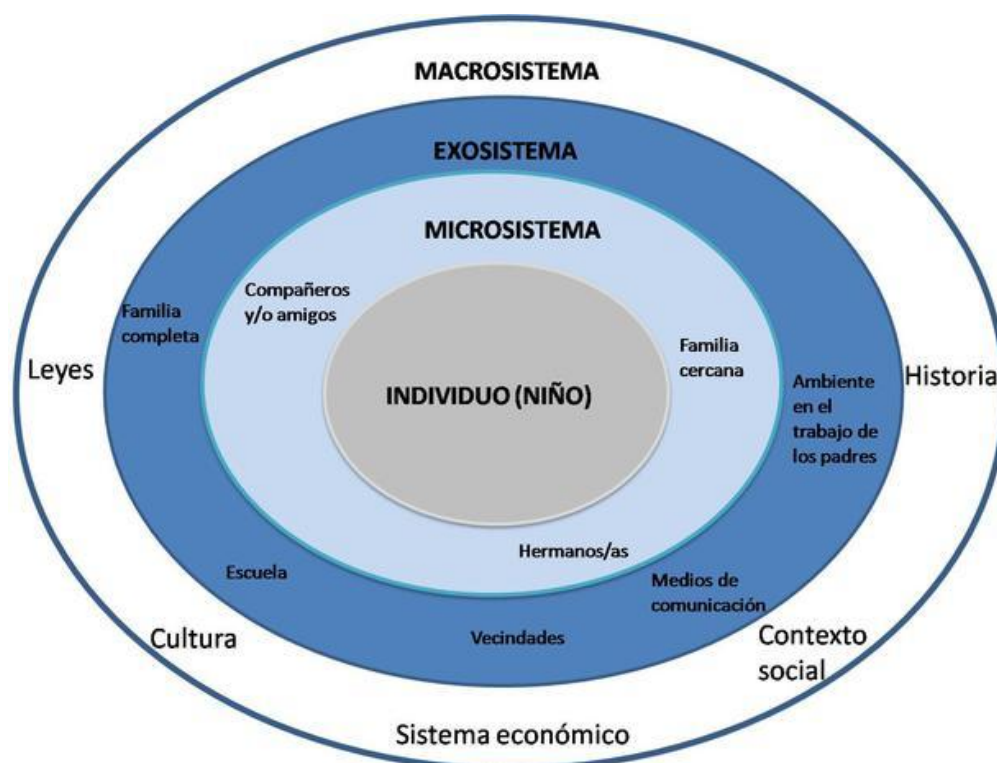 MACROSISTEMA
EXOSISTEMA
MICROSISTEMA
Compañeros
y/o amigos
Familia
completa
Familia
cercana
Leyes
INDIVIDUO (NIÑO)
Ambiente
en el
trabajo de
los padres
Historia
Hermanos/as
Escuela
Medios de
comunicación
Cultura
Vecindades
Contexto
social
Sistema económico